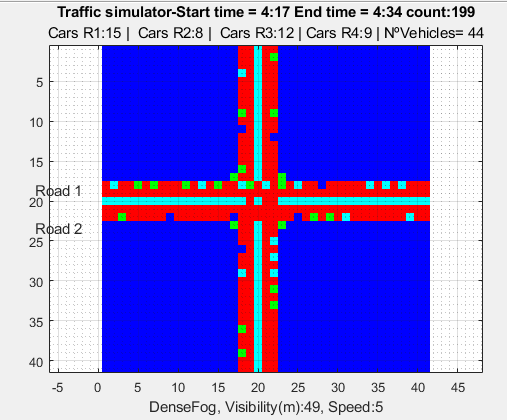 Traffic simulator-Start time = 4:17 End time = 4:34 count:199
Cars R1:15 | Cars R2:8 | Cars R3:12 | Cars R4:9 | NºVehicles= 44
5
10
15
Road 1
20
Road 2
25
30
35
40
-5 0 5 10 15 20 25 30 35 40 45
DenseFog, Visibility(m):49, Speed:5